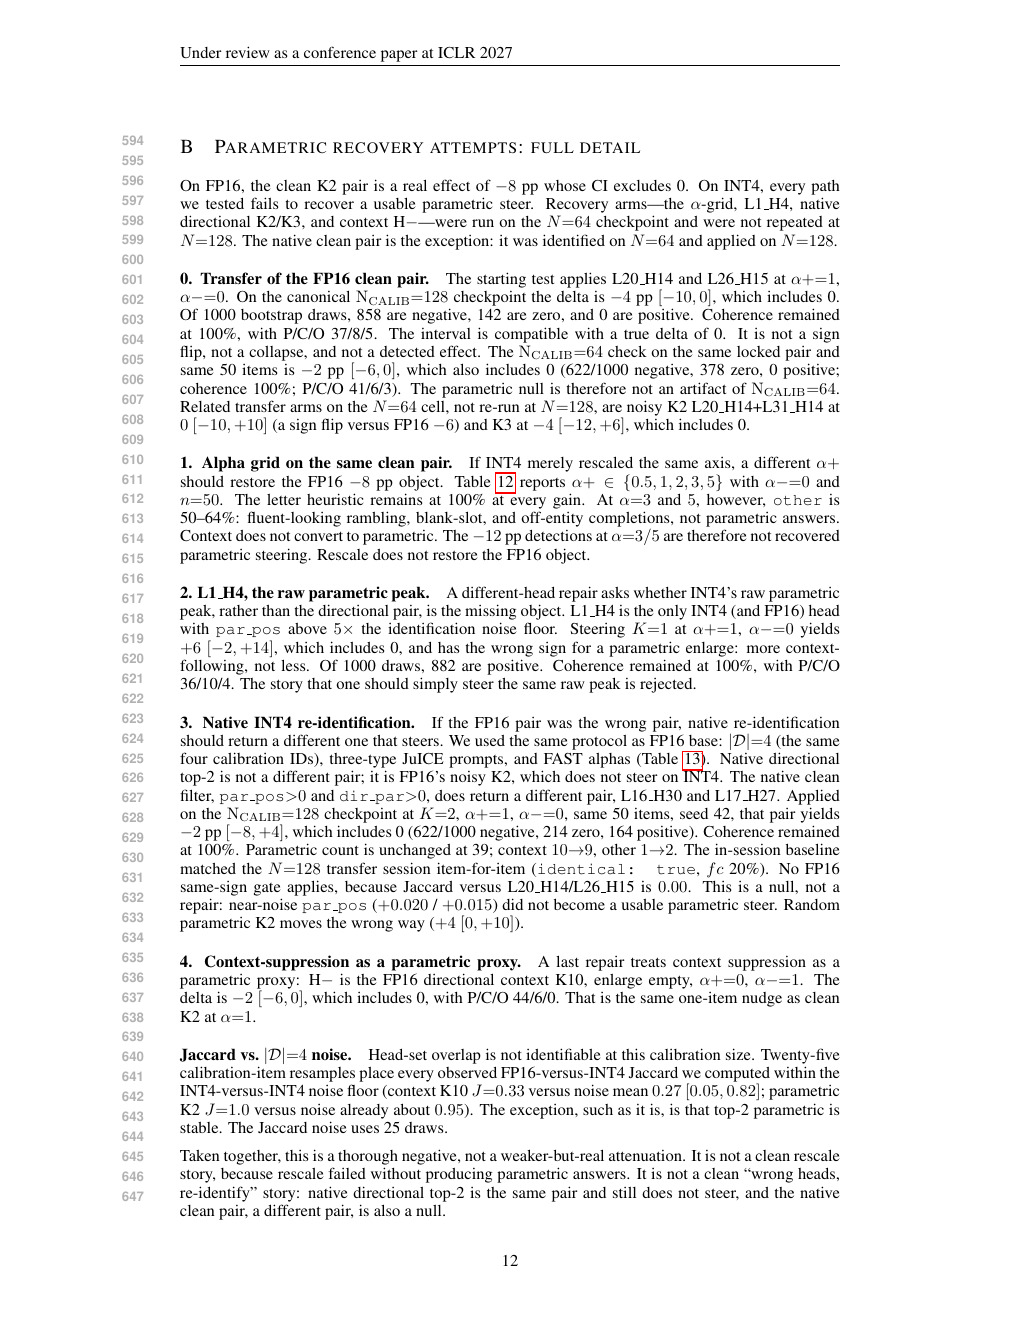 Under review as a conference paper at ICLR 2027
594
595
596
597
598
599
600
601
602
603
604
605
606
607
608
609
610
611
612
613
614
615
616
617
618
619
620
621
622
623
624
625
626
627
628
629
630
631
632
633
634
635
636
637
638
639
640
641
642
643
644
645
646
647
B PARAMETRIC RECOVERY ATTEMPTS: FULL DETAIL
On FP16, the clean K2 pair is a real effect of −8 pp whose CI excludes 0. On INT4, every path
we tested fails to recover a usable parametric steer. Recovery arms—the α-grid, L1_H4, native
directional K2/K3, and context H−—were run on the N=64 checkpoint and were not repeated at
N=128. The native clean pair is the exception: it was identified on N=64 and applied on N=128.
0. Transfer of the FP16 clean pair. The starting test applies L20_H14 and L26_H15 at α+=1,
α−=0. On the canonical NCALIB=128 checkpoint the delta is −4 pp [−10, 0], which includes 0.
Of 1000 bootstrap draws, 858 are negative, 142 are zero, and 0 are positive. Coherence remained
at 100%, with P/C/O 37/8/5. The interval is compatible with a true delta of 0. It is not a sign
flip, not a collapse, and not a detected effect. The NCALIB=64 check on the same locked pair and
same 50 items is −2 pp [−6, 0], which also includes 0 (622/1000 negative, 378 zero, 0 positive;
coherence 100%; P/C/O 41/6/3). The parametric null is therefore not an artifact of NCALIB=64.
Related transfer arms on the N=64 cell, not re-run at N=128, are noisy K2 L20_H14+L31_H14 at
0 [−10, +10] (a sign flip versus FP16 −6) and K3 at −4 [−12, +6], which includes 0.
1. Alpha grid on the same clean pair. If INT4 merely rescaled the same axis, a different α+
should restore the FP16 −8 pp object. Table 12 reports α+ ∈ {0.5, 1, 2, 3, 5} with α−=0 and
n=50. The letter heuristic remains at 100% at every gain. At α=3 and 5, however, other is
50–64%: fluent-looking rambling, blank-slot, and off-entity completions, not parametric answers.
Context does not convert to parametric. The −12 pp detections at α=3/5 are therefore not recovered
parametric steering. Rescale does not restore the FP16 object.
2. L1_H4, the raw parametric peak. A different-head repair asks whether INT4's raw parametric
peak, rather than the directional pair, is the missing object. L1_H4 is the only INT4 (and FP16) head
with par_pos above 5× the identification noise floor. Steering K=1 at α+=1, α−=0 yields
+6 [−2, +14], which includes 0, and has the wrong sign for a parametric enlarge: more context-
following, not less. Of 1000 draws, 882 are positive. Coherence remained at 100%, with P/C/O
36/10/4. The story that one should simply steer the same raw peak is rejected.
3. Native INT4 re-identification. If the FP16 pair was the wrong pair, native re-identification
should return a different one that steers. We used the same protocol as FP16 base: |D|=4 (the same
four calibration IDs), three-type JuICE prompts, and FAST alphas (Table 13). Native directional
top-2 is not a different pair; it is FP16's noisy K2, which does not steer on INT4. The native clean
filter, par_pos>0 and dir_par>0, does return a different pair, L16_H30 and L17_H27. Applied
on the NCALIB=128 checkpoint at K=2, α+=1, α−=0, same 50 items, seed 42, that pair yields
−2 pp [−8, +4], which includes 0 (622/1000 negative, 214 zero, 164 positive). Coherence remained
at 100%. Parametric count is unchanged at 39; context 10→9, other 1→2. The in-session baseline
matched the N=128 transfer session item-for-item (identical: true, fc 20%). No FP16
same-sign gate applies, because Jaccard versus L20_H14/L26_H15 is 0.00. This is a null, not a
repair: near-noise par_pos (+0.020 / +0.015) did not become a usable parametric steer. Random
parametric K2 moves the wrong way (+4 [0, +10]).
4. Context-suppression as a parametric proxy. A last repair treats context suppression as a
parametric proxy: H− is the FP16 directional context K10, enlarge empty, α+=0, α−=1. The
delta is −2 [−6, 0], which includes 0, with P/C/O 44/6/0. That is the same one-item nudge as clean
K2 at α=1.
Jaccard vs. |D|=4 noise. Head-set overlap is not identifiable at this calibration size. Twenty-five
calibration-item resamples place every observed FP16-versus-INT4 Jaccard we computed within the
INT4-versus-INT4 noise floor (context K10 J=0.33 versus noise mean 0.27 [0.05, 0.82]; parametric
K2 J=1.0 versus noise already about 0.95). The exception, such as it is, is that top-2 parametric is
stable. The Jaccard noise uses 25 draws.
Taken together, this is a thorough negative, not a weaker-but-real attenuation. It is not a clean rescale
story, because rescale failed without producing parametric answers. It is not a clean “wrong heads,
re-identify” story: native directional top-2 is the same pair and still does not steer, and the native
clean pair, a different pair, is also a null.
12